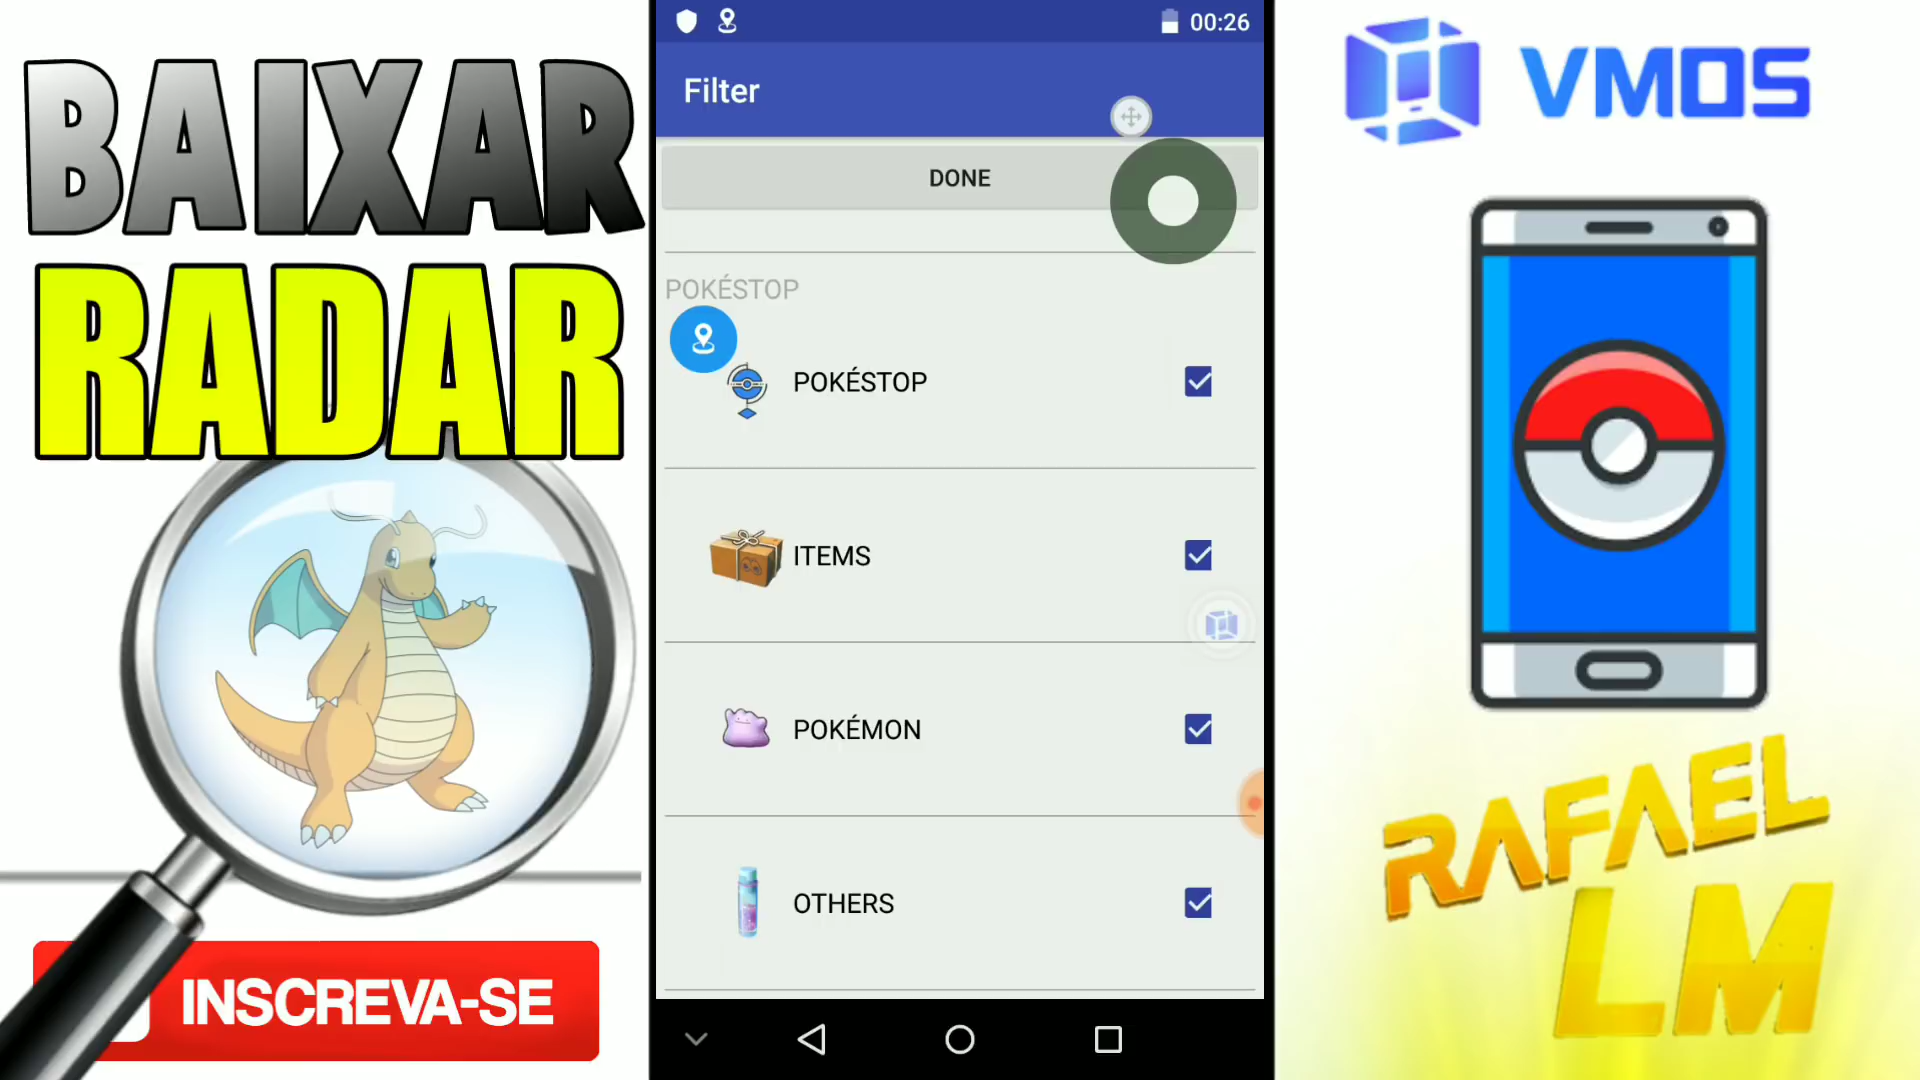 BAIXAR
RADAR
INSCREVA-SE
00:26
Filter
DONE
POKÉSTOP
POKÉSTOP
ITEMS
POKÉMON
OTHERS
VMOS
RAFAEL
LM